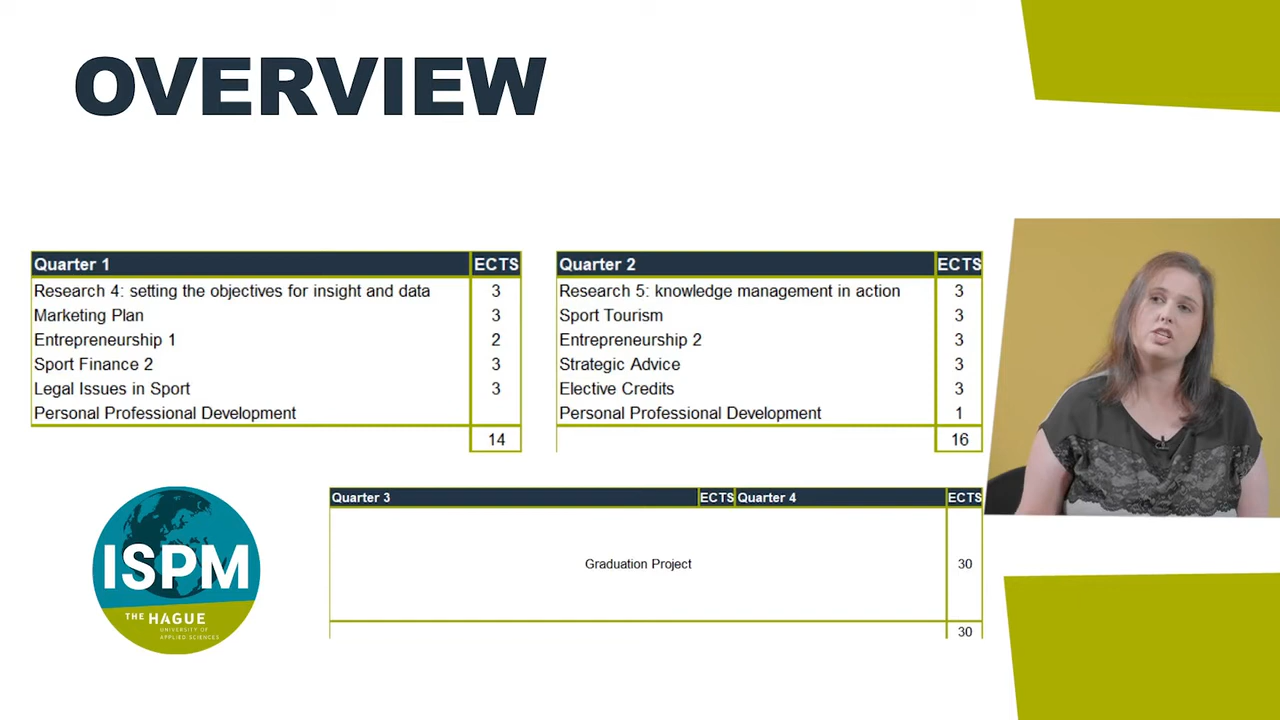 OVERVIEW
Quarter 1 ECTS
Research 4: setting the objectives for insight and data 3
Marketing Plan 3
Entrepreneurship 1 2
Sport Finance 2 3
Legal Issues in Sport 3
Personal Professional Development
14
Quarter 2 ECTS
Research 5: knowledge management in action 3
Sport Tourism 3
Entrepreneurship 2 3
Strategic Advice 3
Elective Credits 3
Personal Professional Development 1
16
Quarter 3 ECTS Quarter 4 ECTS
Graduation Project 30
30
ISPM
THE HAGUE
UNIVERSITY OF
APPLIED SCIENCES